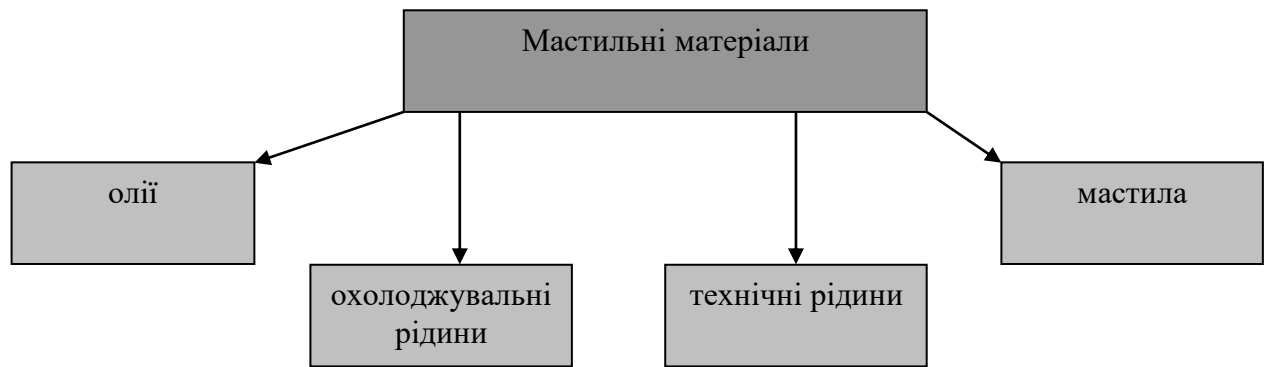 Мастильні матеріали
олії
мастила
охолоджувальні
рідини
технічні рідини